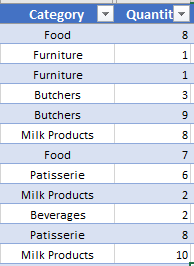 Category Quantit
Food 8
Furniture 1
Furniture 1
Butchers 3
Butchers 9
Milk Products 8
Food 7
Patisserie 6
Milk Products 2
Beverages 2
Patisserie 8
Milk Products 10